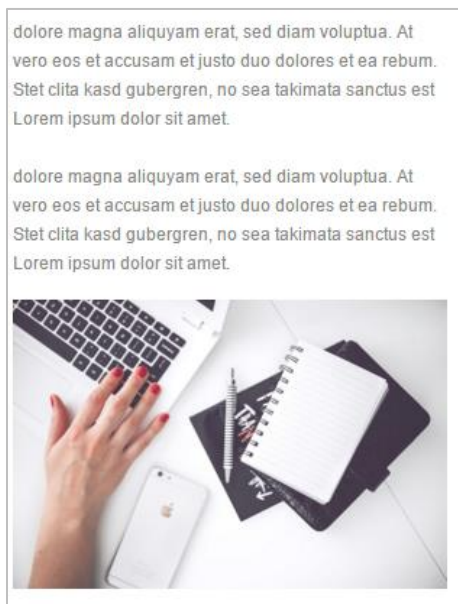 dolore magna aliquyam erat, sed diam voluptua. At
vero eos et accusam et justo duo dolores et ea rebum.
Stet clita kasd gubergren, no sea takimata sanctus est
Lorem ipsum dolor sit amet.
dolore magna aliquyam erat, sed diam voluptua. At
vero eos et accusam et justo duo dolores et ea rebum.
Stet clita kasd gubergren, no sea takimata sanctus est
Lorem ipsum dolor sit amet.